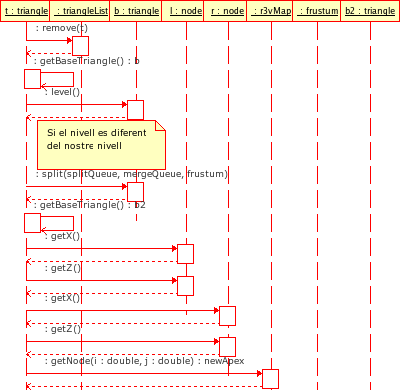 t : triangle : triangleList b : triangle l : node r : node : r3vMap : frustum b2 : triangle
: remove(t)
: getBaseTriangle() : b
: level()
Si el nivell es diferent
del nostre nivell
: split(splitQueue, mergeQueue, frustum)
: getBaseTriangle() : b2
: getX()
: getZ()
: getX()
: getZ()
: getNode(i : double, j : double) : newApex